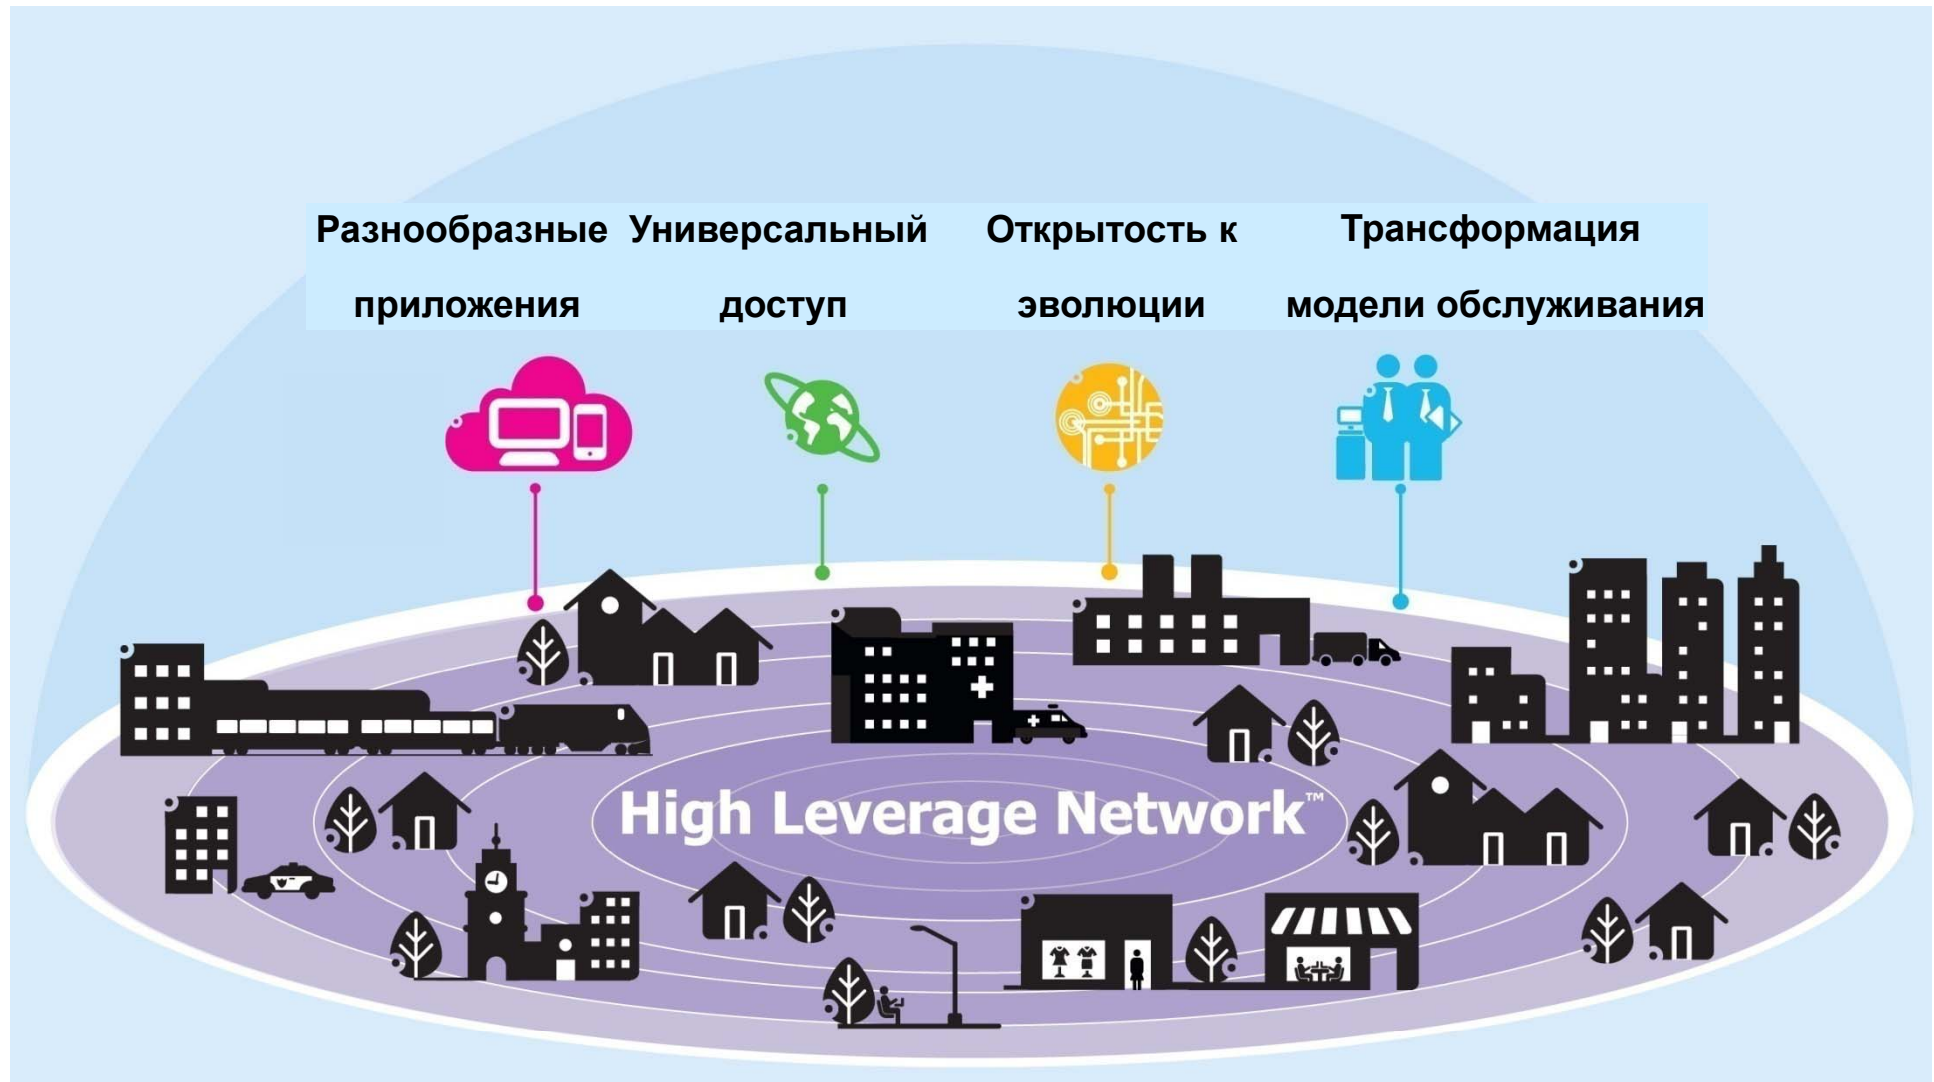 Разнообразные
приложения
Универсальный
доступ
Открытость к
эволюции
Трансформация
модели обслуживания
High Leverage Network™